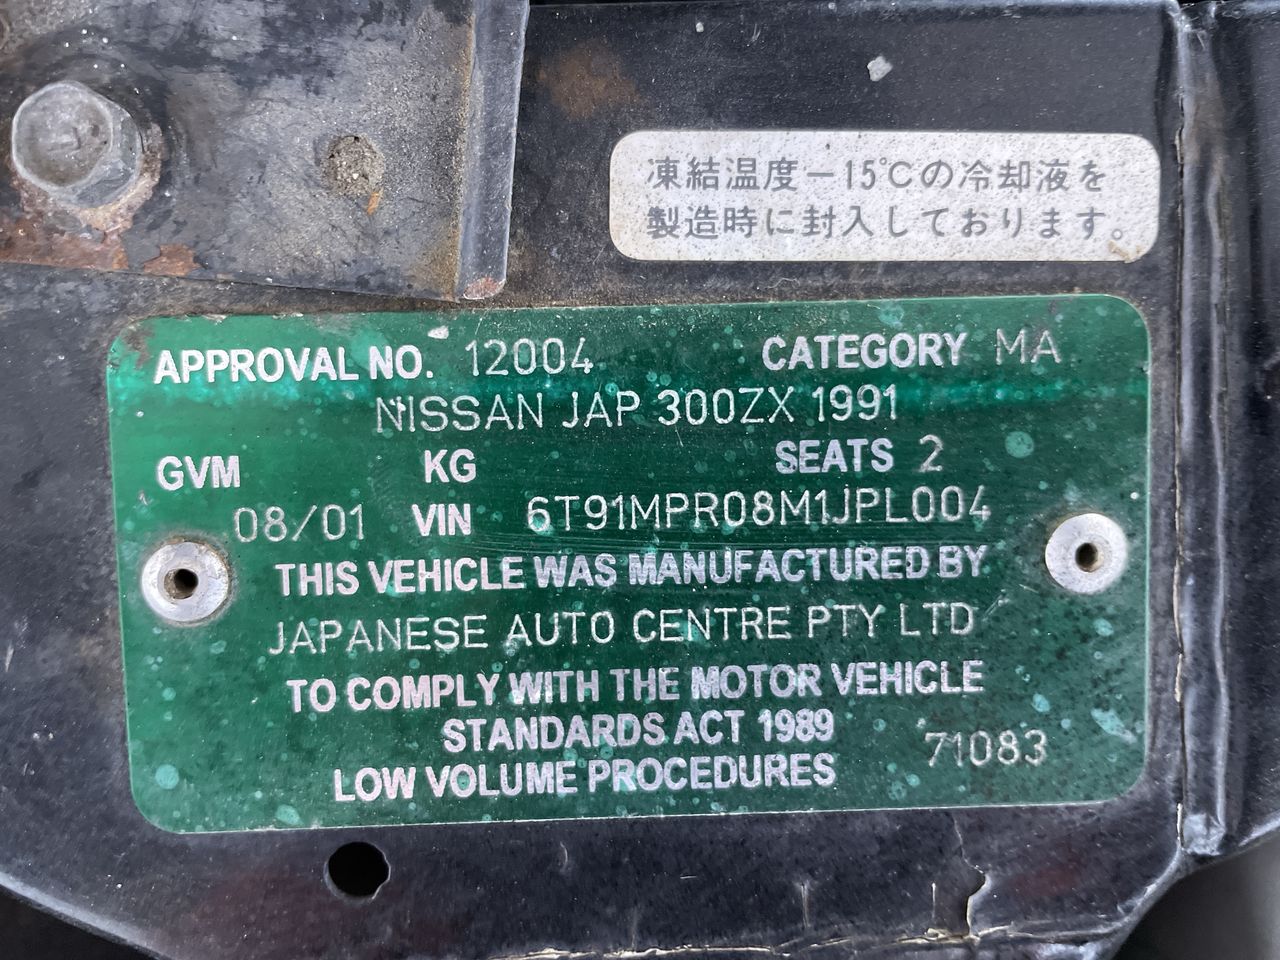 凍結温度－15℃の冷却液を
製造時に封入しております。
APPROVAL NO. 12004 CATEGORY MA
NISSAN JAP 300ZX 1991
GVM KG SEATS 2
08/01 VIN 6T91MPR08M1JPL004
THIS VEHICLE WAS MANUFACTURED BY
JAPANESE AUTO CENTRE PTY LTD
TO COMPLY WITH THE MOTOR VEHICLE
STANDARDS ACT 1989 71083
LOW VOLUME PROCEDURES